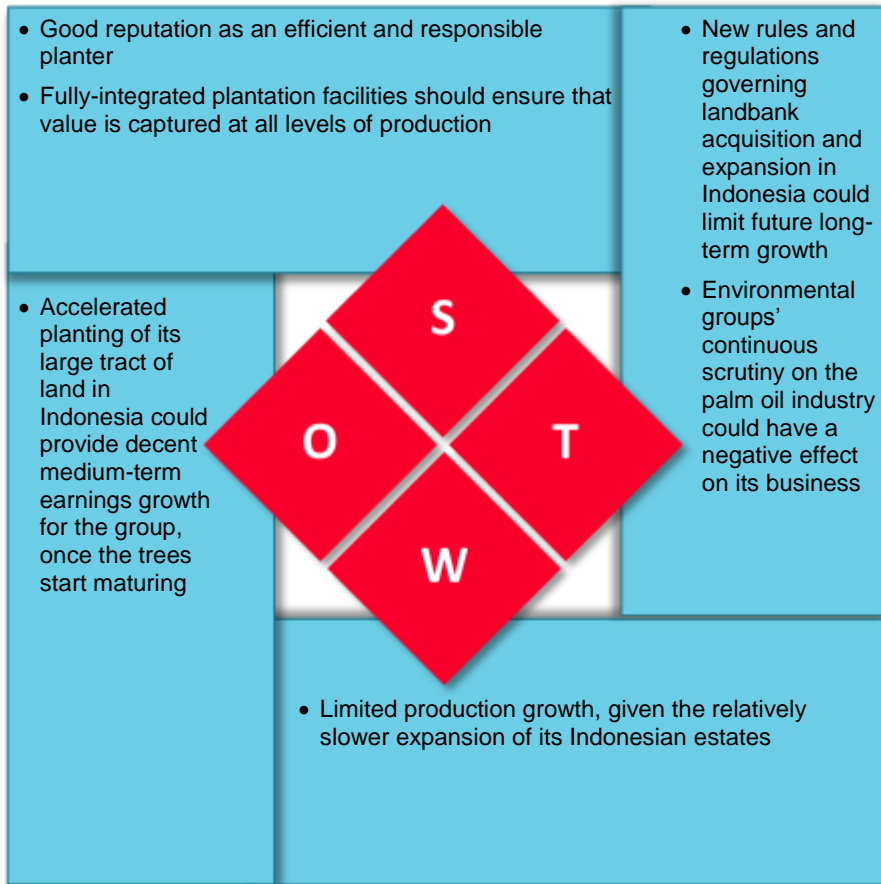 • Good reputation as an efficient and responsible
planter
• Fully-integrated plantation facilities should ensure that
value is captured at all levels of production
• New rules and
regulations
governing
landbank
acquisition and
expansion in
Indonesia could
limit future long-
term growth
• Environmental
groups’
continuous
scrutiny on the
palm oil industry
could have a
negative effect
on its business
• Accelerated
planting of its
large tract of
land in
Indonesia could
provide decent
medium-term
earnings growth
for the group,
once the trees
start maturing
S
O
T
W
• Limited production growth, given the relatively
slower expansion of its Indonesian estates